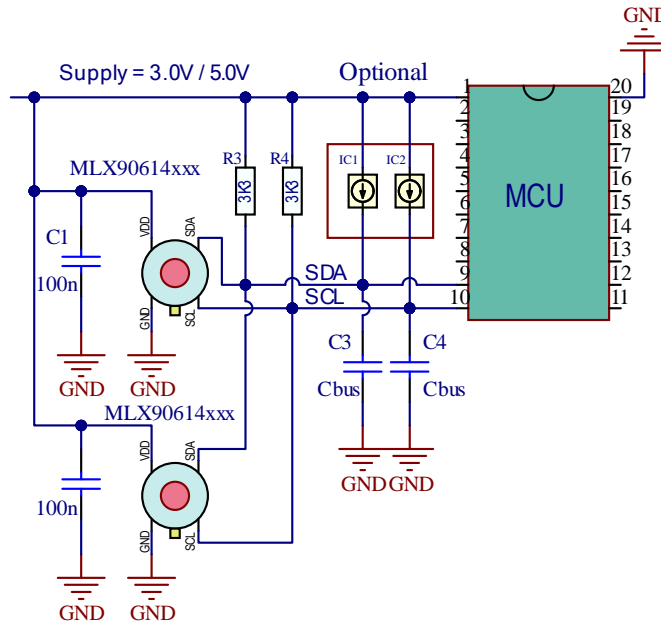 GND
Supply = 3.0V / 5.0V
Optional
1
20
2
19
3
18
4
17
5
16
6
15
7
14
8
13
9
12
10
11
MCU
R3
R4
3K3
3K3
IC1
IC2
MLX90614xxx
VDD
SDA
C1
100n
GND
SCL
SDA
SCL
GND
GND
C3
C4
Cbus
Cbus
GND
GND
MLX90614xxx
VDD
SDA
100n
GND
SCL
GND
GND